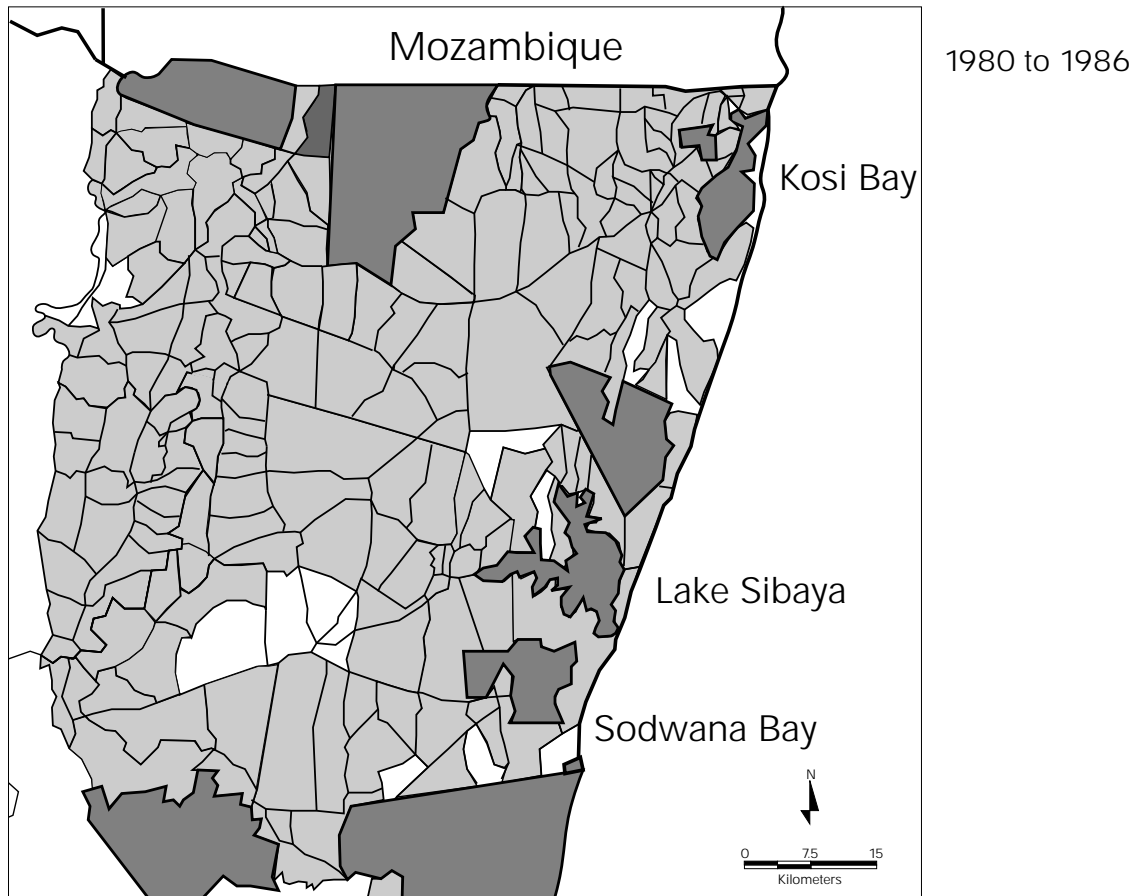 Mozambique
1980 to 1986
Kosi Bay
Lake Sibaya
Sodwana Bay
N
0 7.5 15
Kilometers